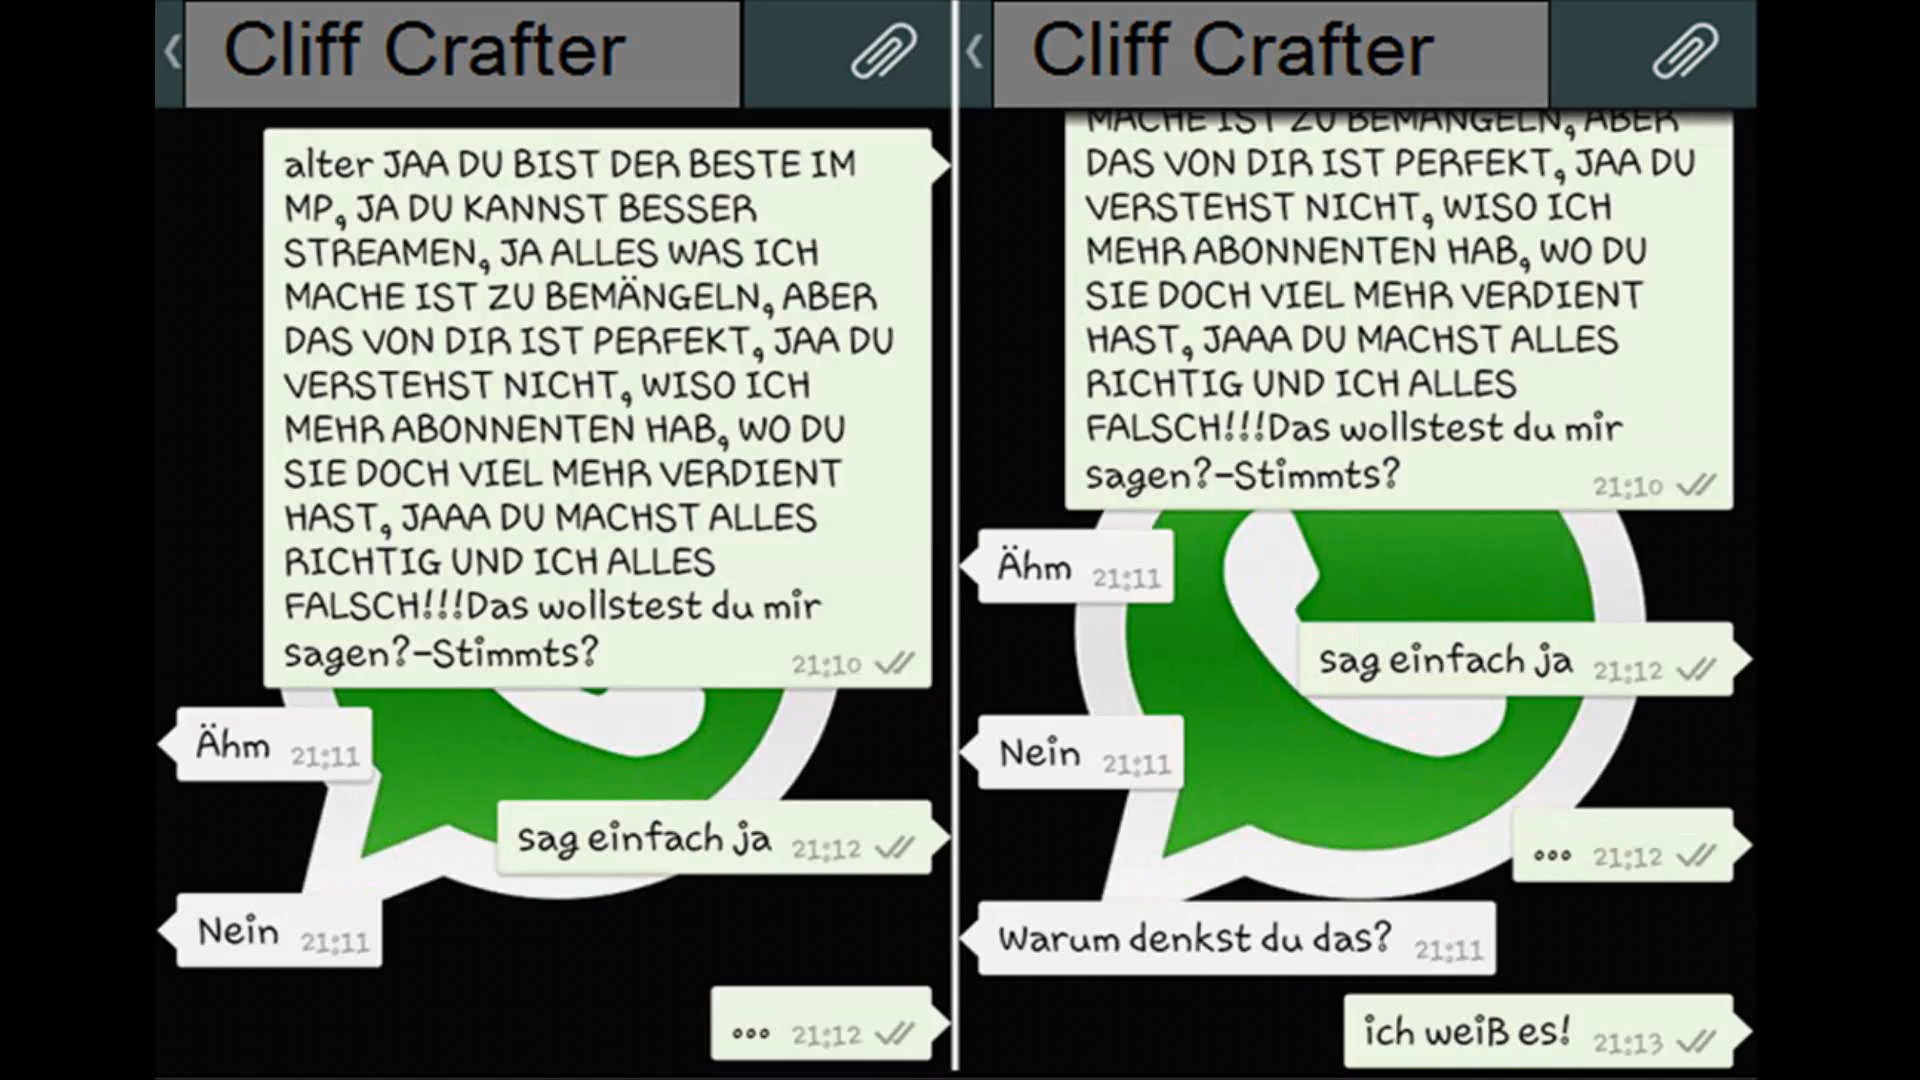 Cliff Crafter
alter JAA DU BIST DER BESTE IM
MP, JA DU KANNST BESSER
STREAMEN, JA ALLES WAS ICH
MACHE IST ZU BEMÄNGELN, ABER
DAS VON DIR IST PERFEKT, JAA DU
VERSTEHST NICHT, WISO ICH
MEHR ABONNENTEN HAB, WO DU
SIE DOCH VIEL MEHR VERDIENT
HAST, JAAA DU MACHST ALLES
RICHTIG UND ICH ALLES
FALSCH!!!Das wollstest du mir
sagen?-Stimmts? 21:10
Ähm 21:11
sag einfach ja 21:12
Nein 21:11
... 21:12
Cliff Crafter
MACHE IST ZU BEMÄNGELN, ABER
DAS VON DIR IST PERFEKT, JAA DU
VERSTEHST NICHT, WISO ICH
MEHR ABONNENTEN HAB, WO DU
SIE DOCH VIEL MEHR VERDIENT
HAST, JAAA DU MACHST ALLES
RICHTIG UND ICH ALLES
FALSCH!!!Das wollstest du mir
sagen?-Stimmts? 21:10
Ähm 21:11
sag einfach ja 21:12
Nein 21:11
... 21:12
Warum denkst du das? 21:11
ich weiß es! 21:13